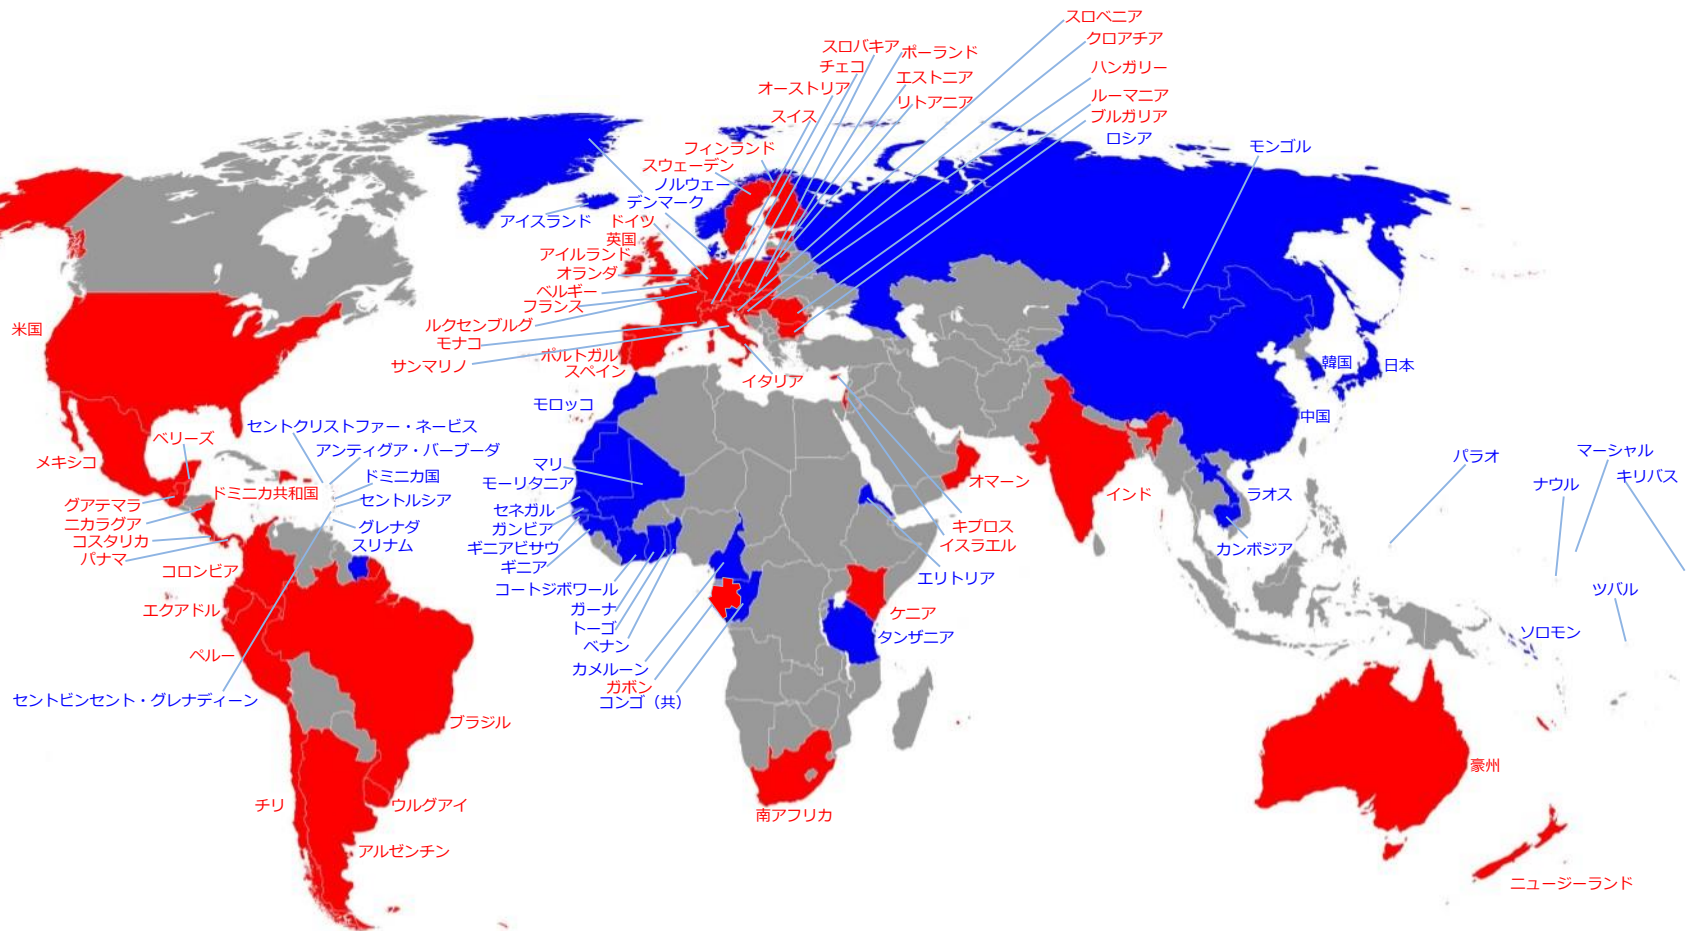 スロベニア
クロアチア
スロバキア
ポーランド
チェコ
ハンガリー
エストニア
オーストリア
ルーマニア
リトアニア
スイス
ブルガリア
ロシア
モンゴル
フィンランド
スウェーデン
ノルウェー
デンマーク
アイスランド
ドイツ
英国
アイルランド
オランダ
ベルギー
フランス
ルクセンブルグ
モナコ
サンマリノ
ポルトガル
スペイン
イタリア
米国
韓国
日本
中国
モロッコ
セントクリストファー・ネービス
アンティグア・バーブーダ
ベリーズ
メキシコ
ドミニカ国
ドミニカ共和国
セントルシア
グアテマラ
ニカラグア
コスタリカ
パナマ
グレナダ
スリナム
コロンビア
エクアドル
ペルー
セントビンセント・グレナディーン
ブラジル
チリ
ウルグアイ
アルゼンチン
マリ
モーリタニア
セネガル
ガンビア
ギニアビサウ
ギニア
コートジボワール
ガーナ
トーゴ
ベナン
カメルーン
ガボン
コンゴ（共）
南アフリカ
オマーン
キプロス
イスラエル
エリトリア
ケニア
タンザニア
インド
ラオス
カンボジア
パラオ
マーシャル
ナウル
キリバス
ツバル
ソロモン
豪州
ニュージーランド